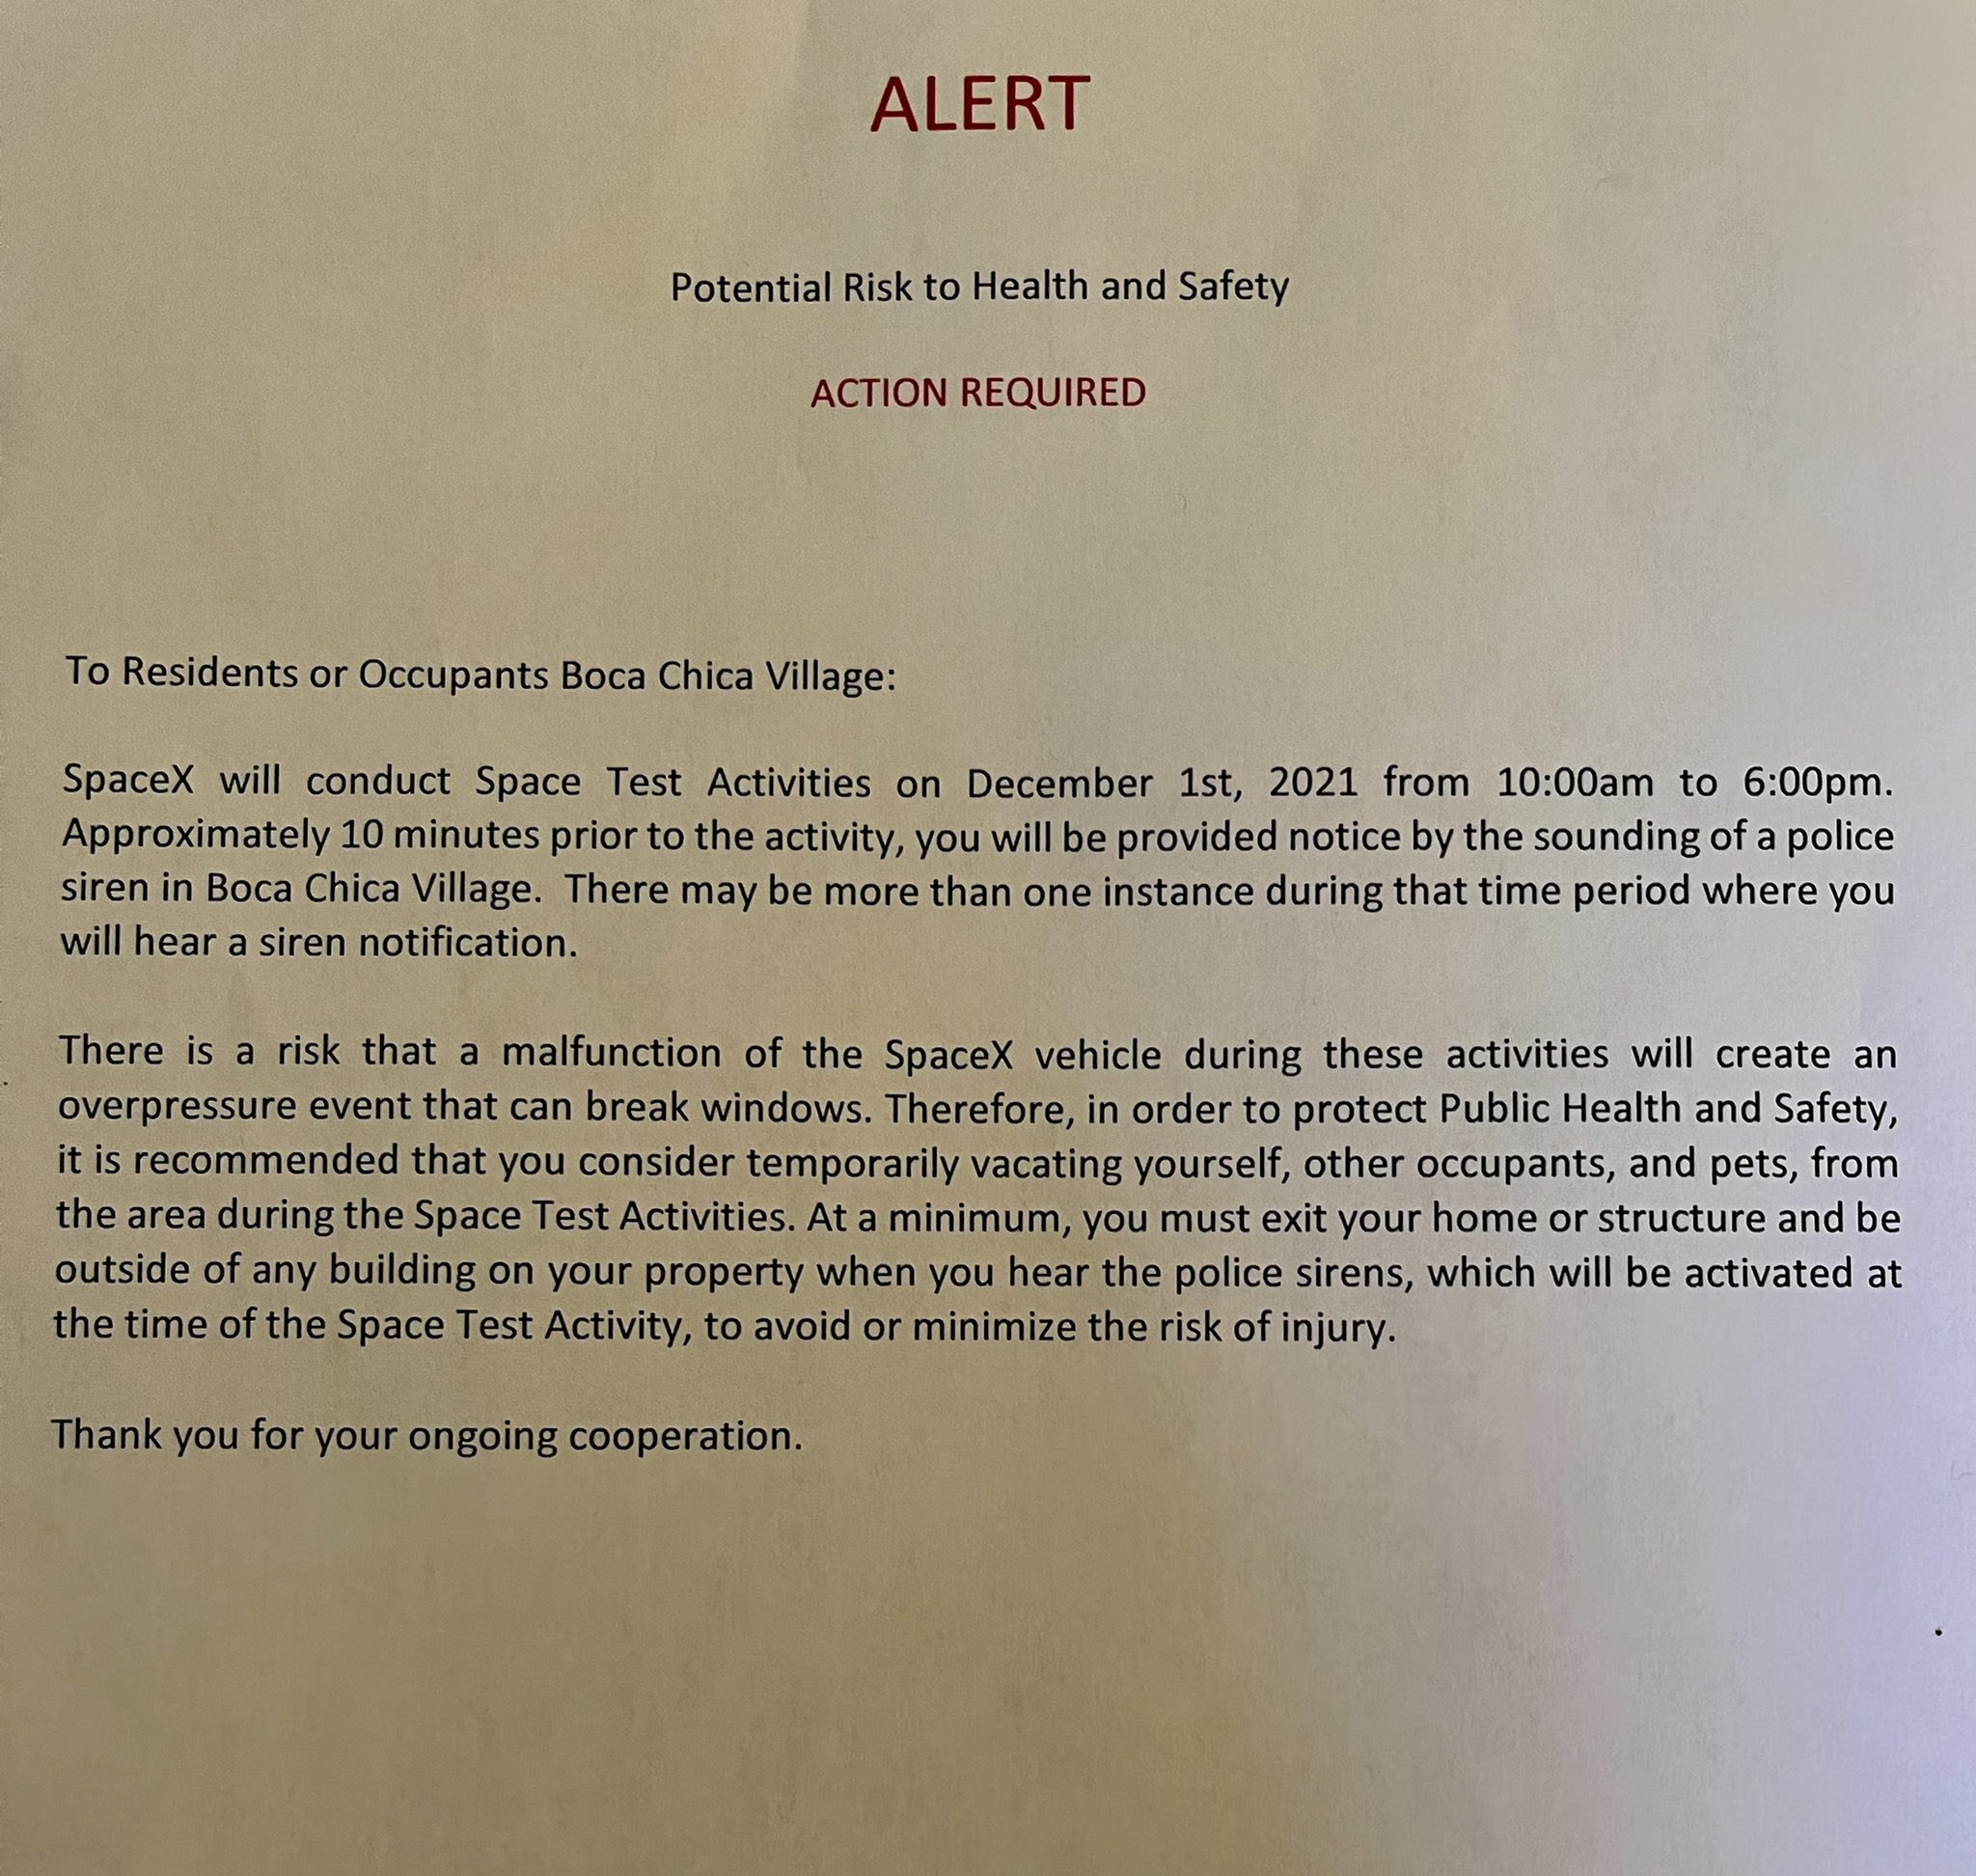 ALERT
Potential Risk to Health and Safety
ACTION REQUIRED
To Residents or Occupants Boca Chica Village:
SpaceX will conduct Space Test Activities on December 1st, 2021 from 10:00am to 6:00pm.
Approximately 10 minutes prior to the activity, you will be provided notice by the sounding of a police
siren in Boca Chica Village.  There may be more than one instance during that time period where you
will hear a siren notification.
There is a risk that a malfunction of the SpaceX vehicle during these activities will create an
overpressure event that can break windows. Therefore, in order to protect Public Health and Safety,
it is recommended that you consider temporarily vacating yourself, other occupants, and pets, from
the area during the Space Test Activities. At a minimum, you must exit your home or structure and be
outside of any building on your property when you hear the police sirens, which will be activated at
the time of the Space Test Activity, to avoid or minimize the risk of injury.
Thank you for your ongoing cooperation.